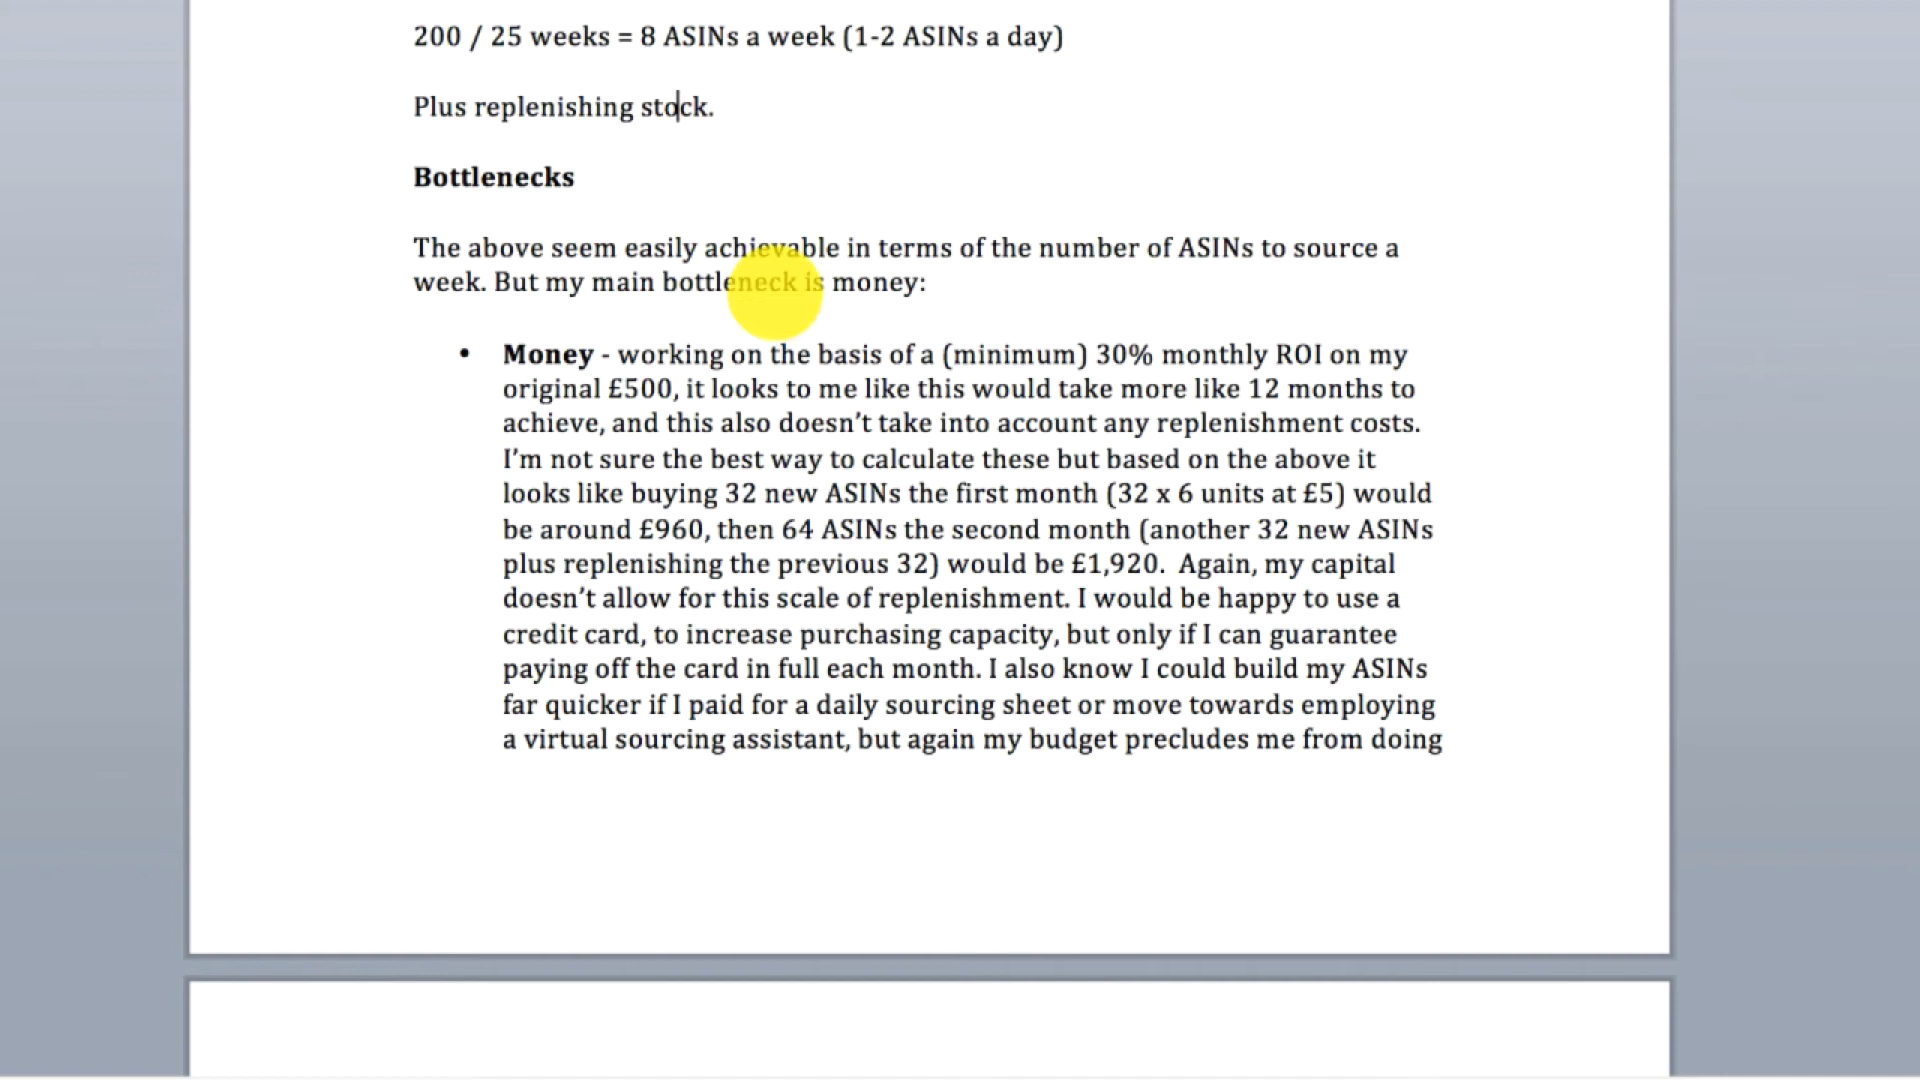 200 / 25 weeks = 8 ASINs a week (1-2 ASINs a day)
Plus replenishing stock.
Bottlenecks
The above seem easily achievable in terms of the number of ASINs to source a
week. But my main bottleneck is money:
• Money - working on the basis of a (minimum) 30% monthly ROI on my
original £500, it looks to me like this would take more like 12 months to
achieve, and this also doesn’t take into account any replenishment costs.
I’m not sure the best way to calculate these but based on the above it
looks like buying 32 new ASINs the first month (32 x 6 units at £5) would
be around £960, then 64 ASINs the second month (another 32 new ASINs
plus replenishing the previous 32) would be £1,920.  Again, my capital
doesn’t allow for this scale of replenishment. I would be happy to use a
credit card, to increase purchasing capacity, but only if I can guarantee
paying off the card in full each month. I also know I could build my ASINs
far quicker if I paid for a daily sourcing sheet or move towards employing
a virtual sourcing assistant, but again my budget precludes me from doing